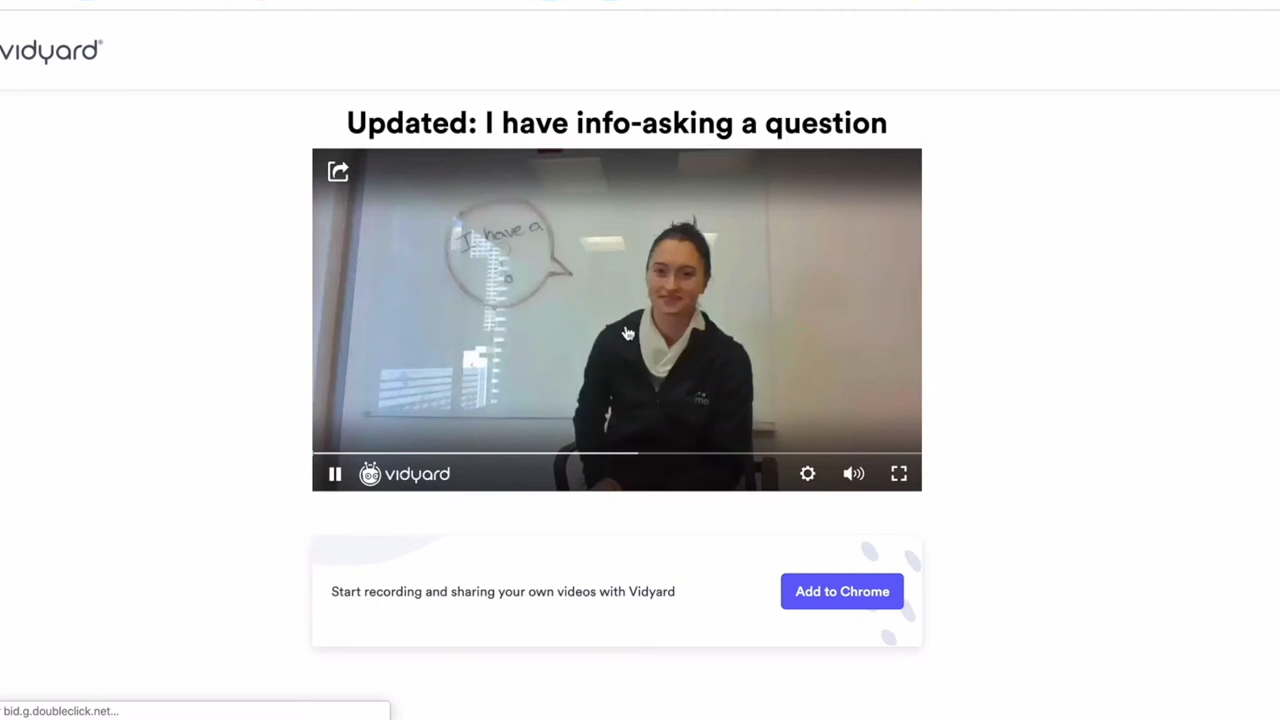 vidyard
Updated: I have info-asking a question
I have a
vidyard
Start recording and sharing your own videos with Vidyard
Add to Chrome
bid.g.doubleclick.net...